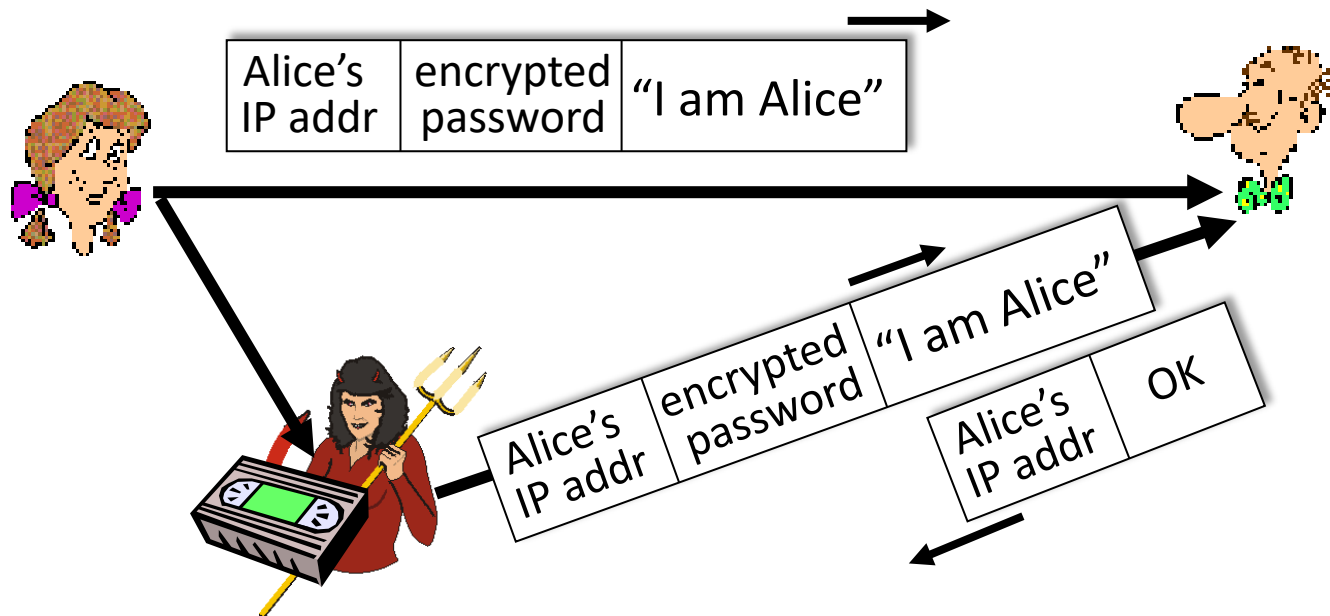 Alice’s
IP addr
encrypted
password
“I am Alice”
Alice’s
IP addr
encrypted
password
“I am Alice”
Alice’s
IP addr
OK